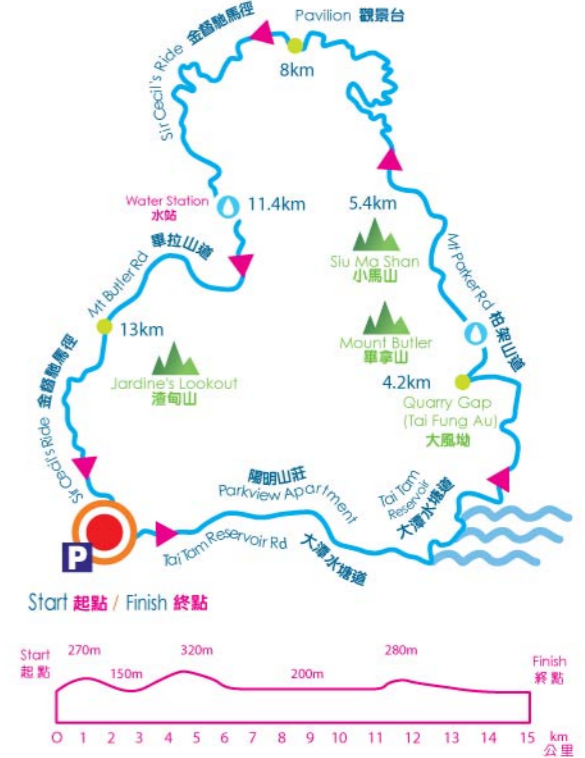 Pavilion 觀景台
8km
Sir Cecil's Ride 金督馳馬徑
Water Station
水站
11.4km
5.4km
Siu Ma Shan
小馬山
Mt Parker Rd 柏架山道
Mt Butler Rd 畢拉山道
13km
Mount Butler
畢拿山
Jardine's Lookout
渣甸山
4.2km
Quarry Gap
(Tai Fung Au)
大風坳
Sir Cecil's Ride 金督馳馬徑
陽明山莊
Parkview Apartment
Tai Tam
Reservoir
大潭水塘道
P
Tai Tam Reservoir Rd 大潭水塘道
Start 起點 / Finish 終點
Start
起點
270m
150m
320m
200m
280m
Finish
終點
0 1 2 3 4 5 6 7 8 9 10 11 12 13 14 15 km
公里